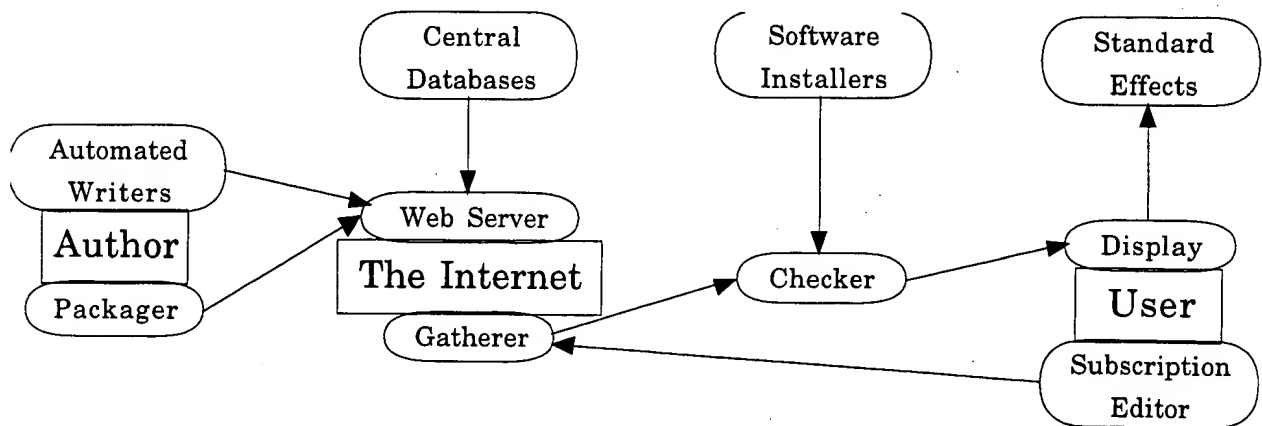 Central
Databases
Software
Installers
Standard
Effects
Automated
Writers
Author
Packager
Web Server
The Internet
Gatherer
Checker
Display
User
Subscription
Editor